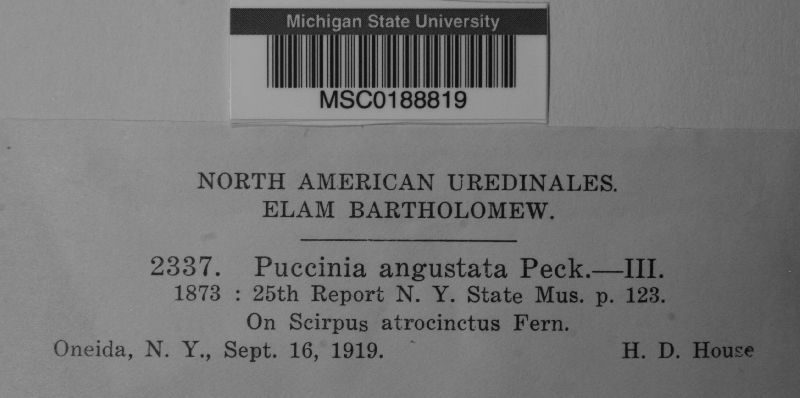 Michigan State University
MSC0188819
NORTH AMERICAN UREDINALES.
ELAM BARTHOLOMEW.
2337. Puccinia angustata Peck.—III.
1873 : 25th Report N. Y. State Mus. p. 123.
On Scirpus atrocinctus Fern.
Oneida, N. Y., Sept. 16, 1919. H. D. House